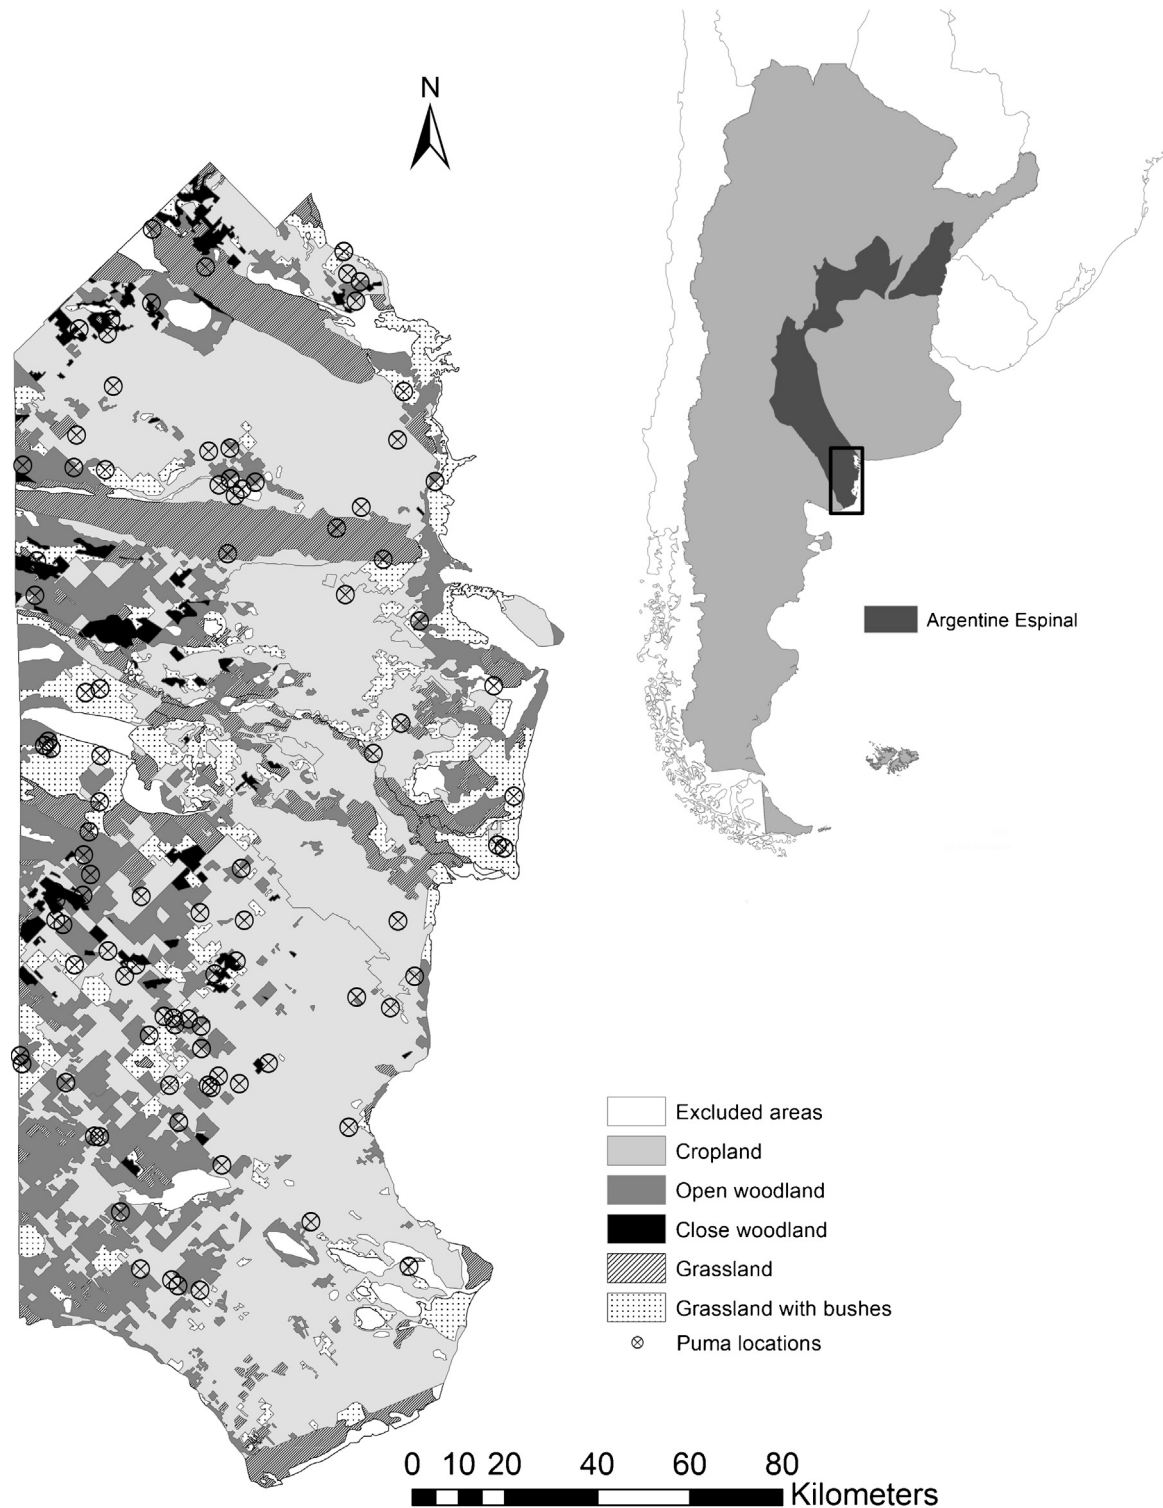 N
Argentine Espinal
Excluded areas
Cropland
Open woodland
Close woodland
Grassland
Grassland with bushes
Puma locations
0 10 20 40 60 80
Kilometers